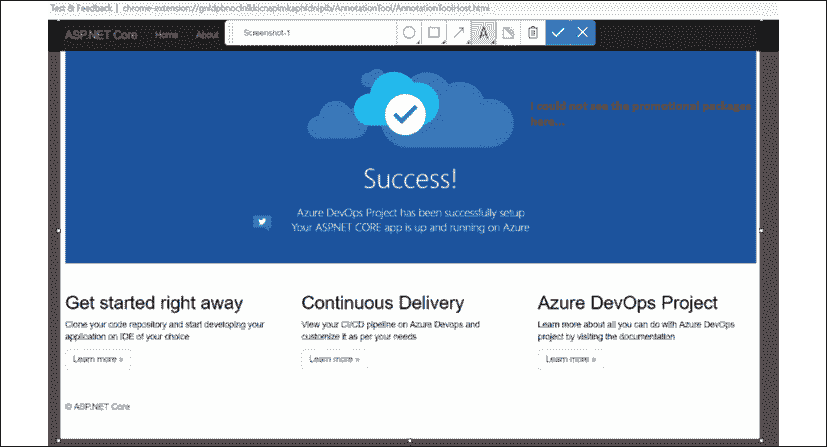 Test & Feedback | chrome-extension://
ASP.NET Core Home About Screenshot-1 A
I could not see the promotional packages
here...
Success!
Azure DevOps Project has been successfully setup
Your ASP.NET CORE app is up and running on Azure
Get started right away Continuous Delivery Azure DevOps Project
Clone your code repository and start developing your View your CI/CD pipeline on Azure Devops and Learn more about all you can do with Azure DevOps
application on IDE of your choice customize it as per your needs project by visiting the documentation
Learn more » Learn more » Learn more »
© ASP.NET Core